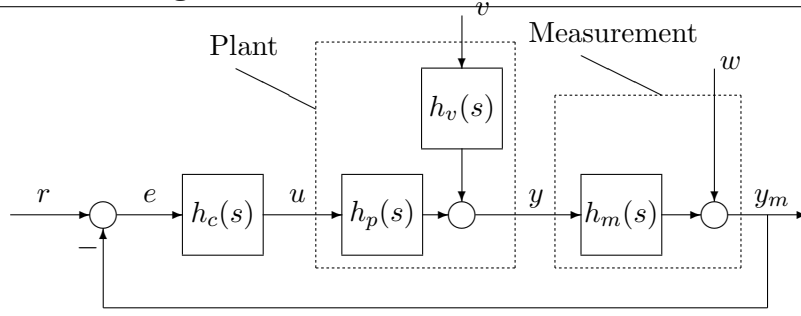 v
Plant
Measurement
w
h_v(s)
r
e
h_c(s)
u
h_p(s)
y
h_m(s)
y_m
−